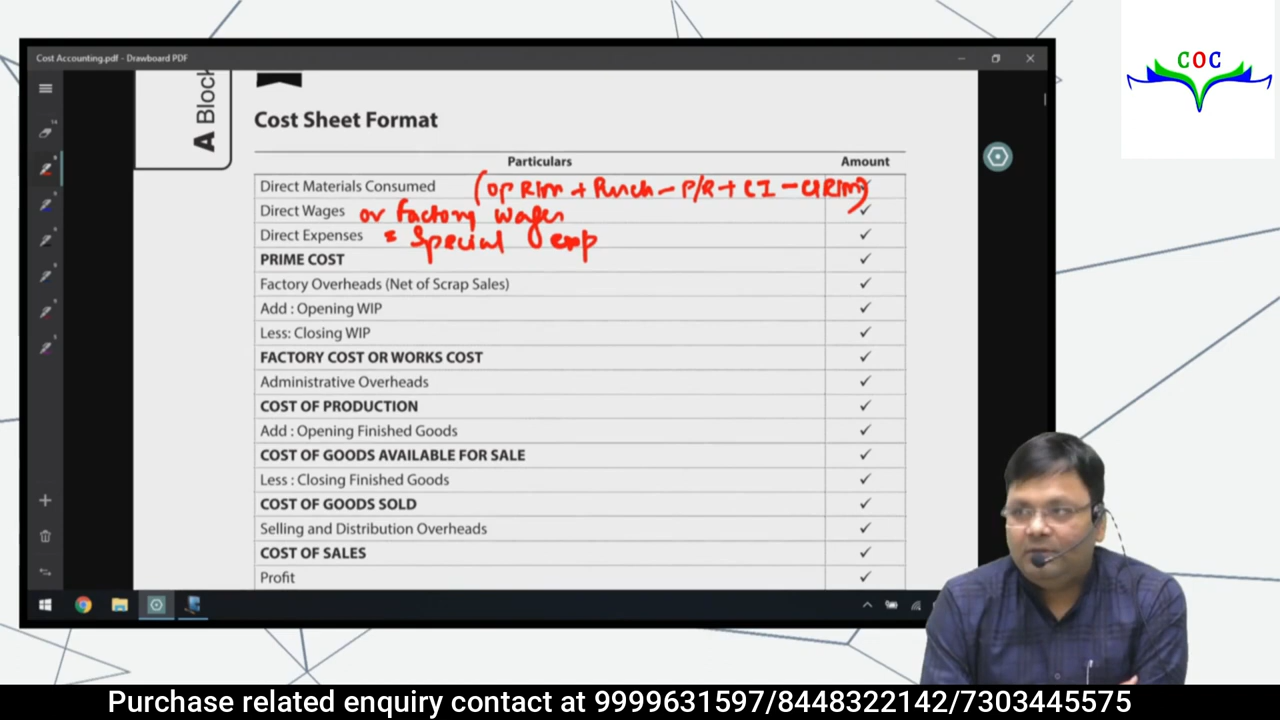 COC
Cost Accounting.pdf - Drawboard PDF
A Block
Cost Sheet Format
Particulars Amount
Direct Materials Consumed (op R/m + Purch - P/R + CI - Cl R/m)
Direct Wages or factory wages
Direct Expenses = Special exp
PRIME COST
Factory Overheads (Net of Scrap Sales)
Add : Opening WIP
Less: Closing WIP
FACTORY COST OR WORKS COST
Administrative Overheads
COST OF PRODUCTION
Add : Opening Finished Goods
COST OF GOODS AVAILABLE FOR SALE
Less : Closing Finished Goods
COST OF GOODS SOLD
Selling and Distribution Overheads
COST OF SALES
Profit
Purchase related enquiry contact at 9999631597/8448322142/7303445575